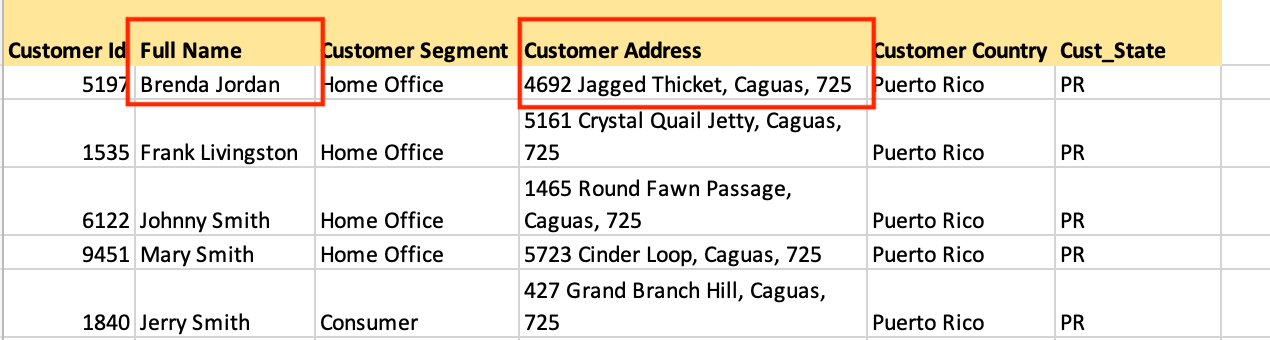 Customer Id Full Name Customer Segment Customer Address Customer Country Cust_State
5197 Brenda Jordan Home Office 4692 Jagged Thicket, Caguas, 725 Puerto Rico PR
5161 Crystal Quail Jetty, Caguas,
1535 Frank Livingston Home Office 725 Puerto Rico PR
1465 Round Fawn Passage,
6122 Johnny Smith Home Office Caguas, 725 Puerto Rico PR
9451 Mary Smith Home Office 5723 Cinder Loop, Caguas, 725 Puerto Rico PR
427 Grand Branch Hill, Caguas,
1840 Jerry Smith Consumer 725 Puerto Rico PR